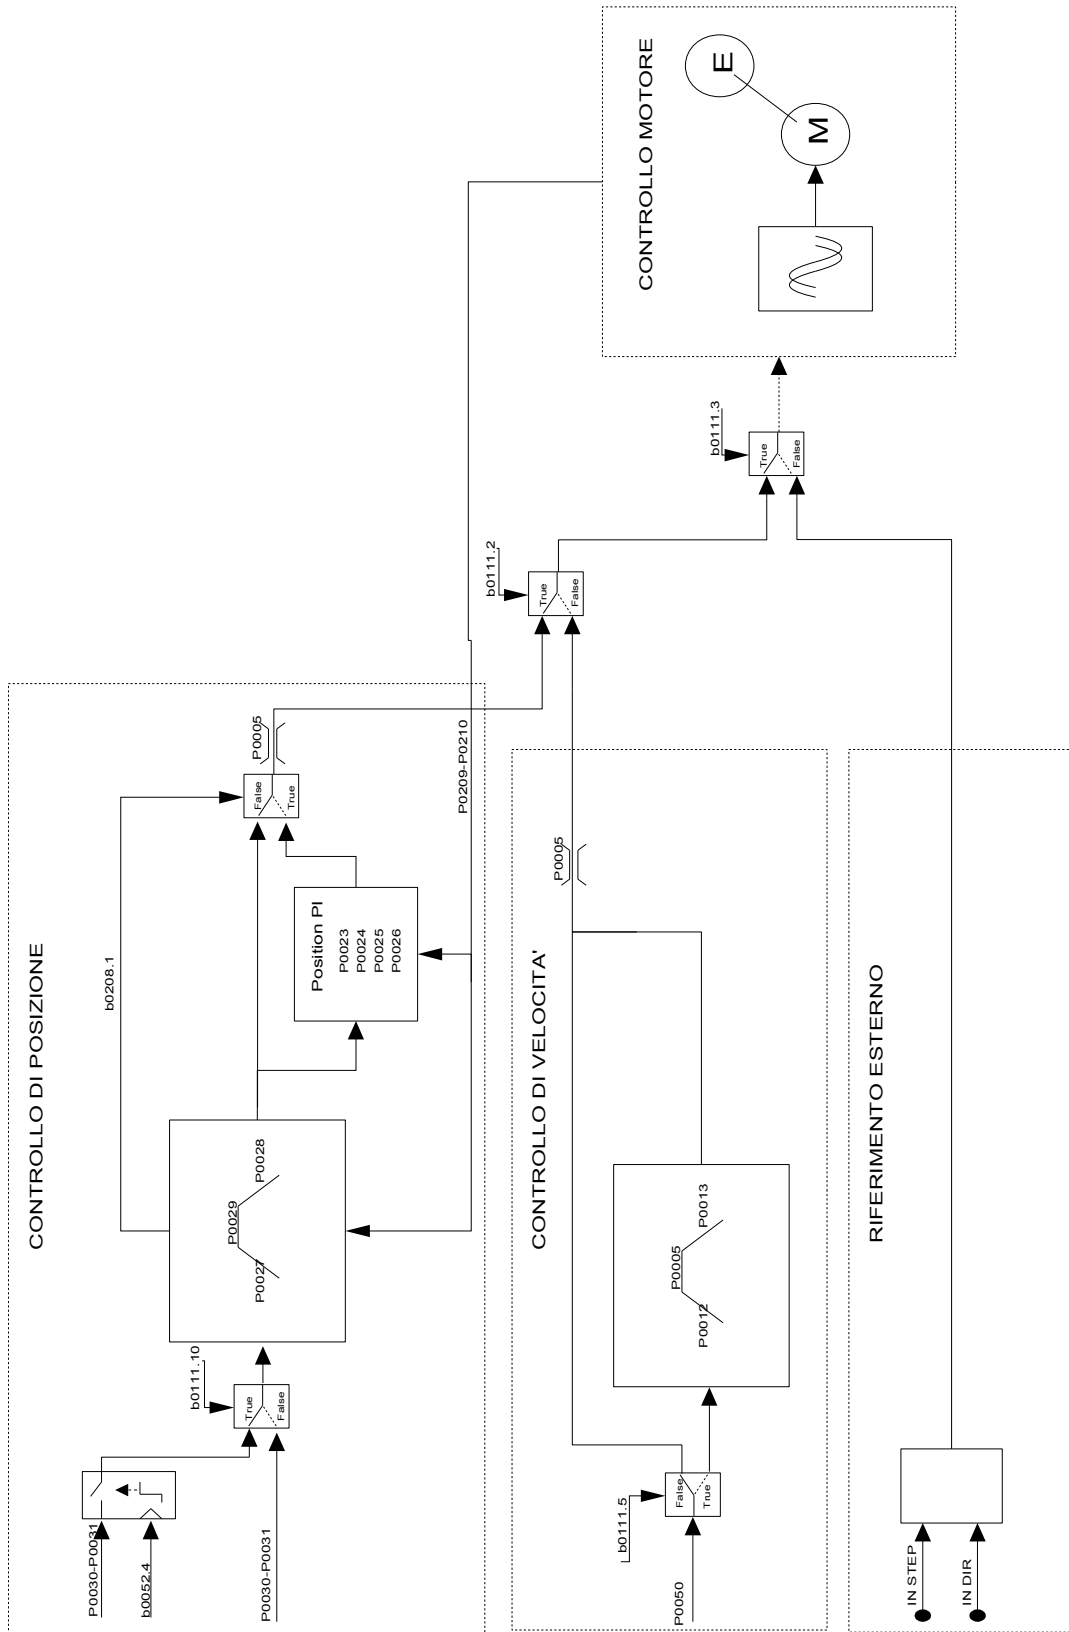 CONTROLLO DI POSIZIONE
P0030-P0031
b0052.4
P0030-P0031
b0111.10
True
False
P0027
P0029
P0028
b0208.1
Position PI
P0023
P0024
P0025
P0026
False
True
P0005
P0209-P0210
CONTROLLO DI VELOCITA'
P0050
b0111.5
False
True
P0012
P0005
P0013
P0005
b0111.2
True
False
RIFERIMENTO ESTERNO
IN STEP
IN DIR
b0111.3
True
False
CONTROLLO MOTORE
E
M